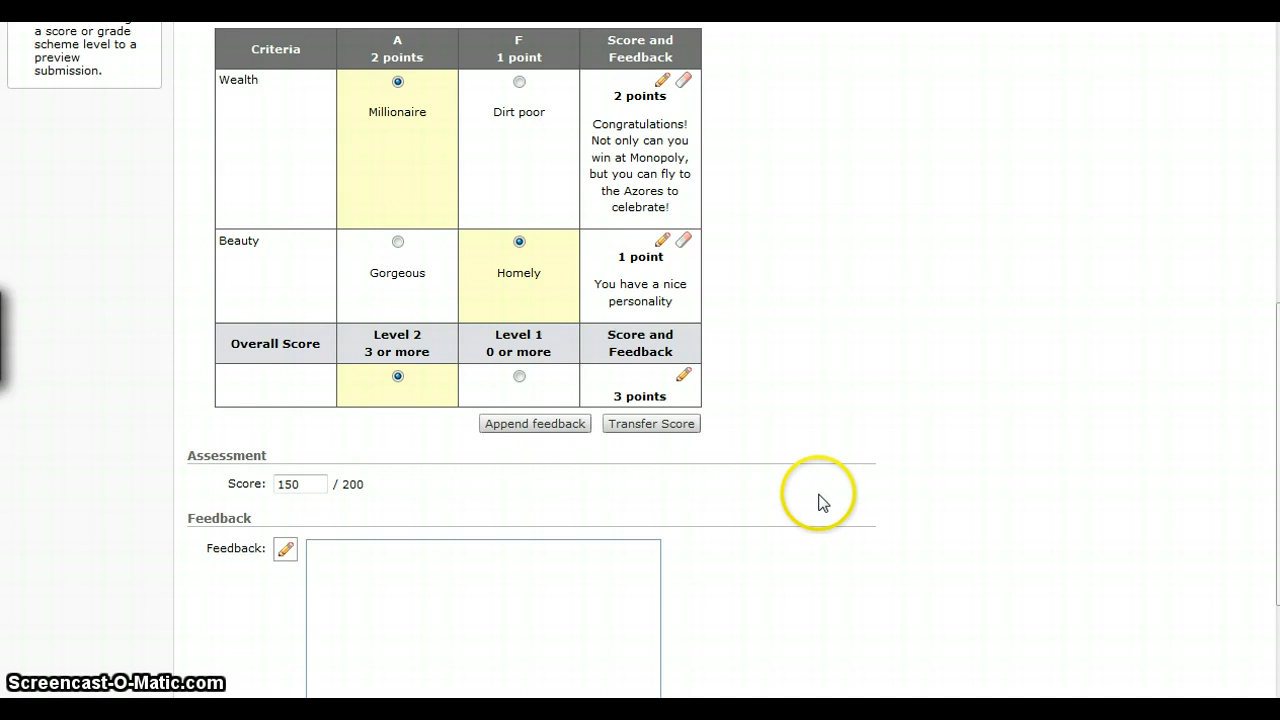 a score or grade
scheme level to a
preview
submission.
Criteria
A
2 points
F
1 point
Score and
Feedback
Wealth
Millionaire
Dirt poor
2 points
Congratulations!
Not only can you
win at Monopoly,
but you can fly to
the Azores to
celebrate!
Beauty
Gorgeous
Homely
1 point
You have a nice
personality
Overall Score
Level 2
3 or more
Level 1
0 or more
Score and
Feedback
3 points
Append feedback
Transfer Score
Assessment
Score: 150 / 200
Feedback
Feedback:
Screencast-O-Matic.com